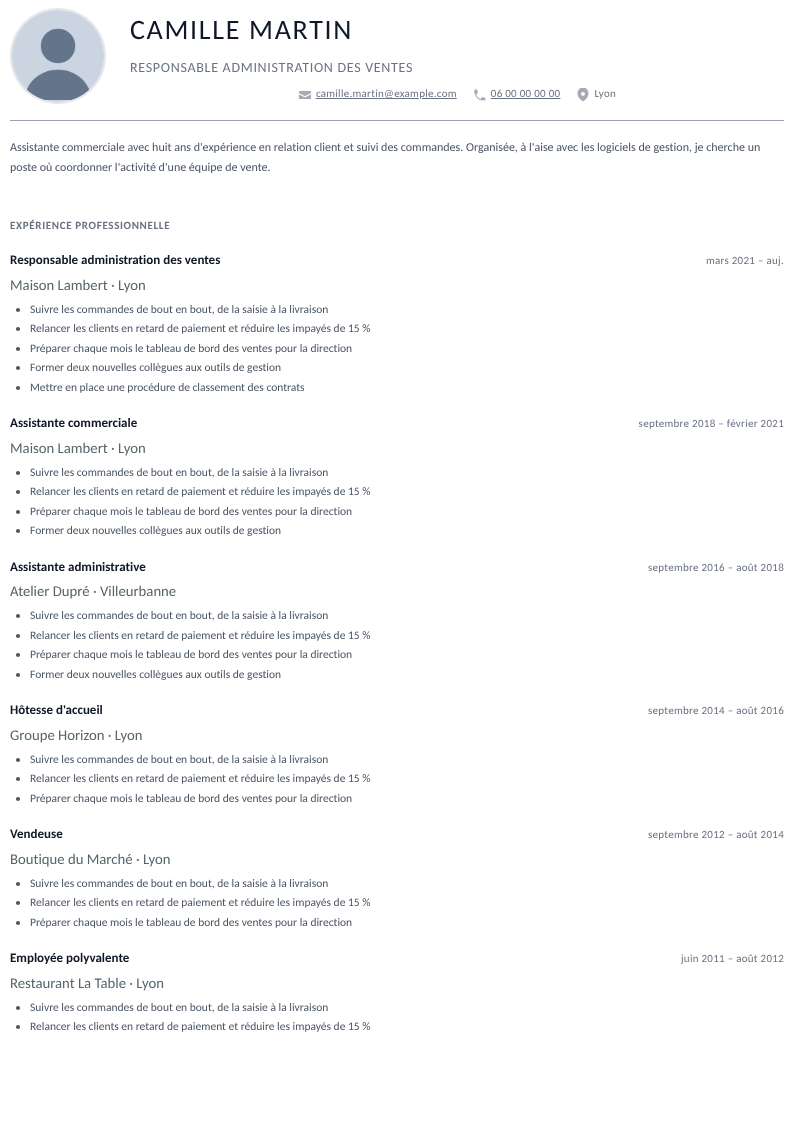 CAMILLE MARTIN
RESPONSABLE ADMINISTRATION DES VENTES
camille.martin@example.com 06 00 00 00 00 Lyon
Assistante commerciale avec huit ans d'expérience en relation client et suivi des commandes. Organisée, à l'aise avec les logiciels de gestion, je cherche un
poste où coordonner l'activité d'une équipe de vente.
EXPÉRIENCE PROFESSIONNELLE
Responsable administration des ventes mars 2021 – auj.
Maison Lambert · Lyon
• Suivre les commandes de bout en bout, de la saisie à la livraison
• Relancer les clients en retard de paiement et réduire les impayés de 15 %
• Préparer chaque mois le tableau de bord des ventes pour la direction
• Former deux nouvelles collègues aux outils de gestion
• Mettre en place une procédure de classement des contrats
Assistante commerciale septembre 2018 – février 2021
Maison Lambert · Lyon
• Suivre les commandes de bout en bout, de la saisie à la livraison
• Relancer les clients en retard de paiement et réduire les impayés de 15 %
• Préparer chaque mois le tableau de bord des ventes pour la direction
• Former deux nouvelles collègues aux outils de gestion
Assistante administrative septembre 2016 – août 2018
Atelier Dupré · Villeurbanne
• Suivre les commandes de bout en bout, de la saisie à la livraison
• Relancer les clients en retard de paiement et réduire les impayés de 15 %
• Préparer chaque mois le tableau de bord des ventes pour la direction
• Former deux nouvelles collègues aux outils de gestion
Hôtesse d'accueil septembre 2014 – août 2016
Groupe Horizon · Lyon
• Suivre les commandes de bout en bout, de la saisie à la livraison
• Relancer les clients en retard de paiement et réduire les impayés de 15 %
• Préparer chaque mois le tableau de bord des ventes pour la direction
Vendeuse septembre 2012 – août 2014
Boutique du Marché · Lyon
• Suivre les commandes de bout en bout, de la saisie à la livraison
• Relancer les clients en retard de paiement et réduire les impayés de 15 %
• Préparer chaque mois le tableau de bord des ventes pour la direction
Employée polyvalente juin 2011 – août 2012
Restaurant La Table · Lyon
• Suivre les commandes de bout en bout, de la saisie à la livraison
• Relancer les clients en retard de paiement et réduire les impayés de 15 %